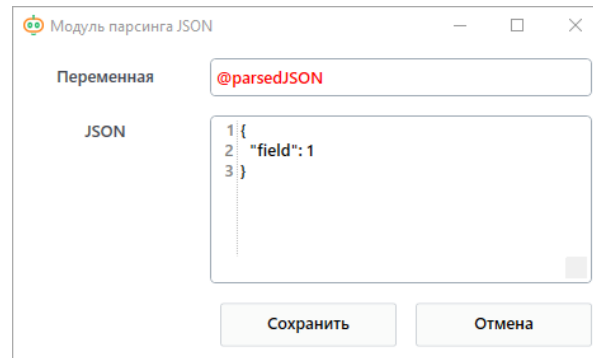 Модуль парсинга JSON
Переменная
@parsedJSON
JSON
1 {
2 "field": 1
3 }
Сохранить
Отмена